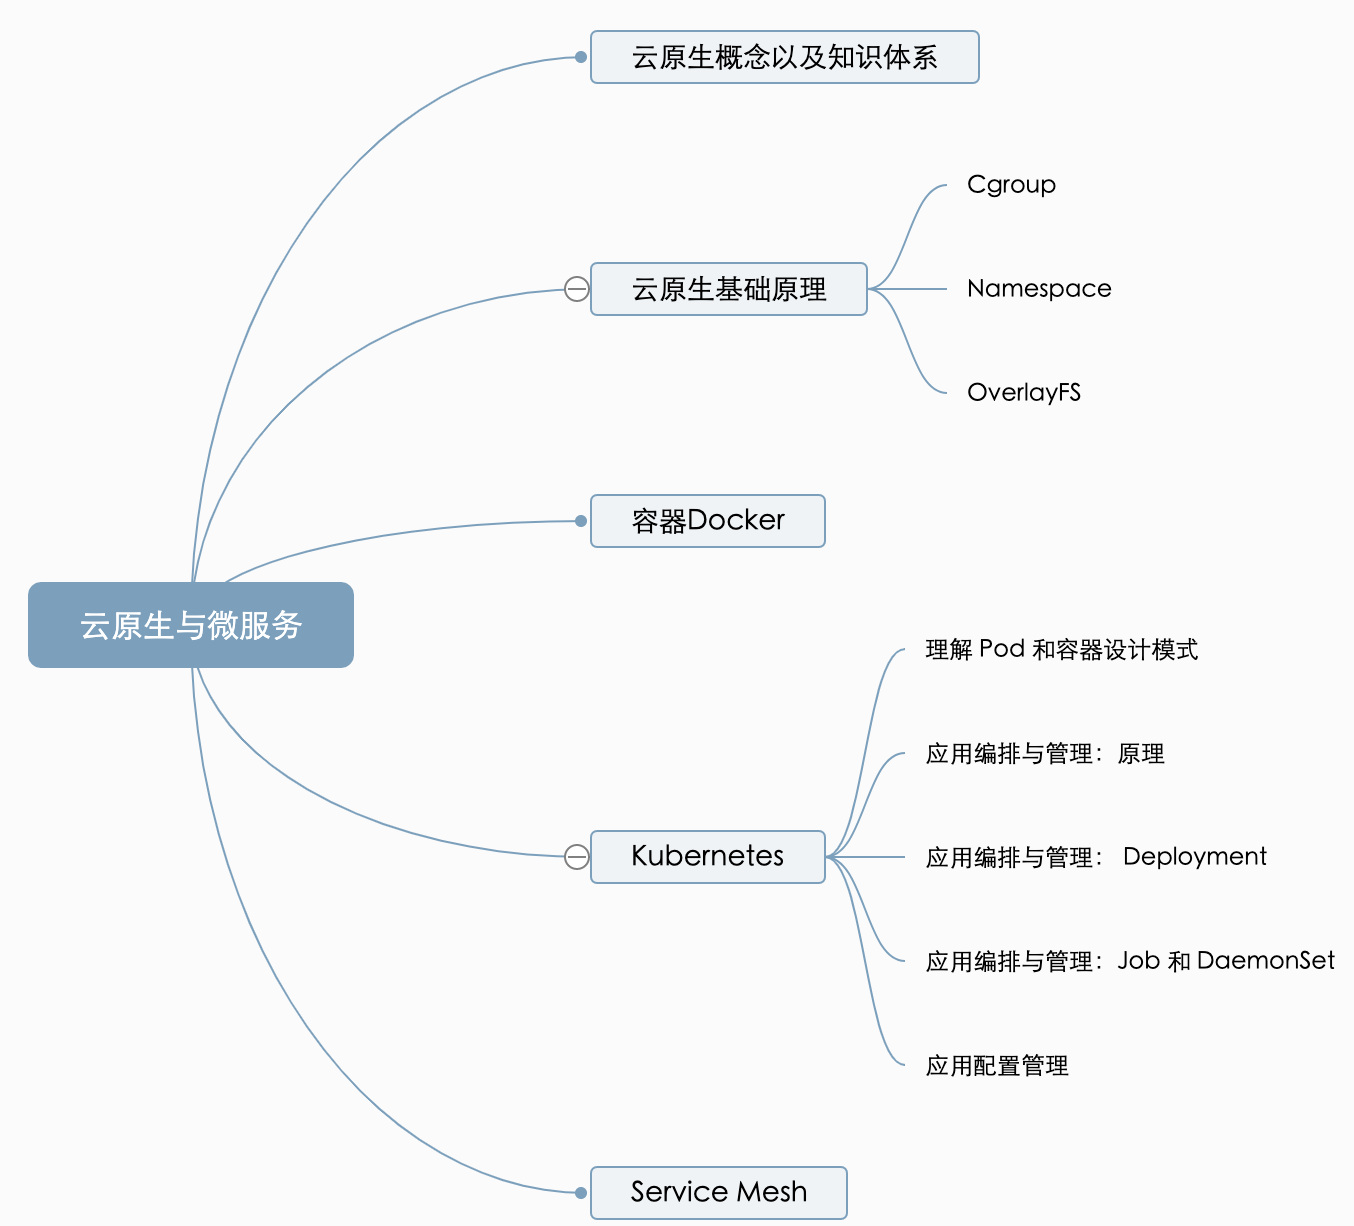 云原生概念以及知识体系
Cgroup
云原生基础原理
Namespace
OverlayFS
容器Docker
云原生与微服务
理解 Pod 和容器设计模式
应用编排与管理：原理
Kubernetes
应用编排与管理： Deployment
应用编排与管理：Job 和 DaemonSet
应用配置管理
Service Mesh